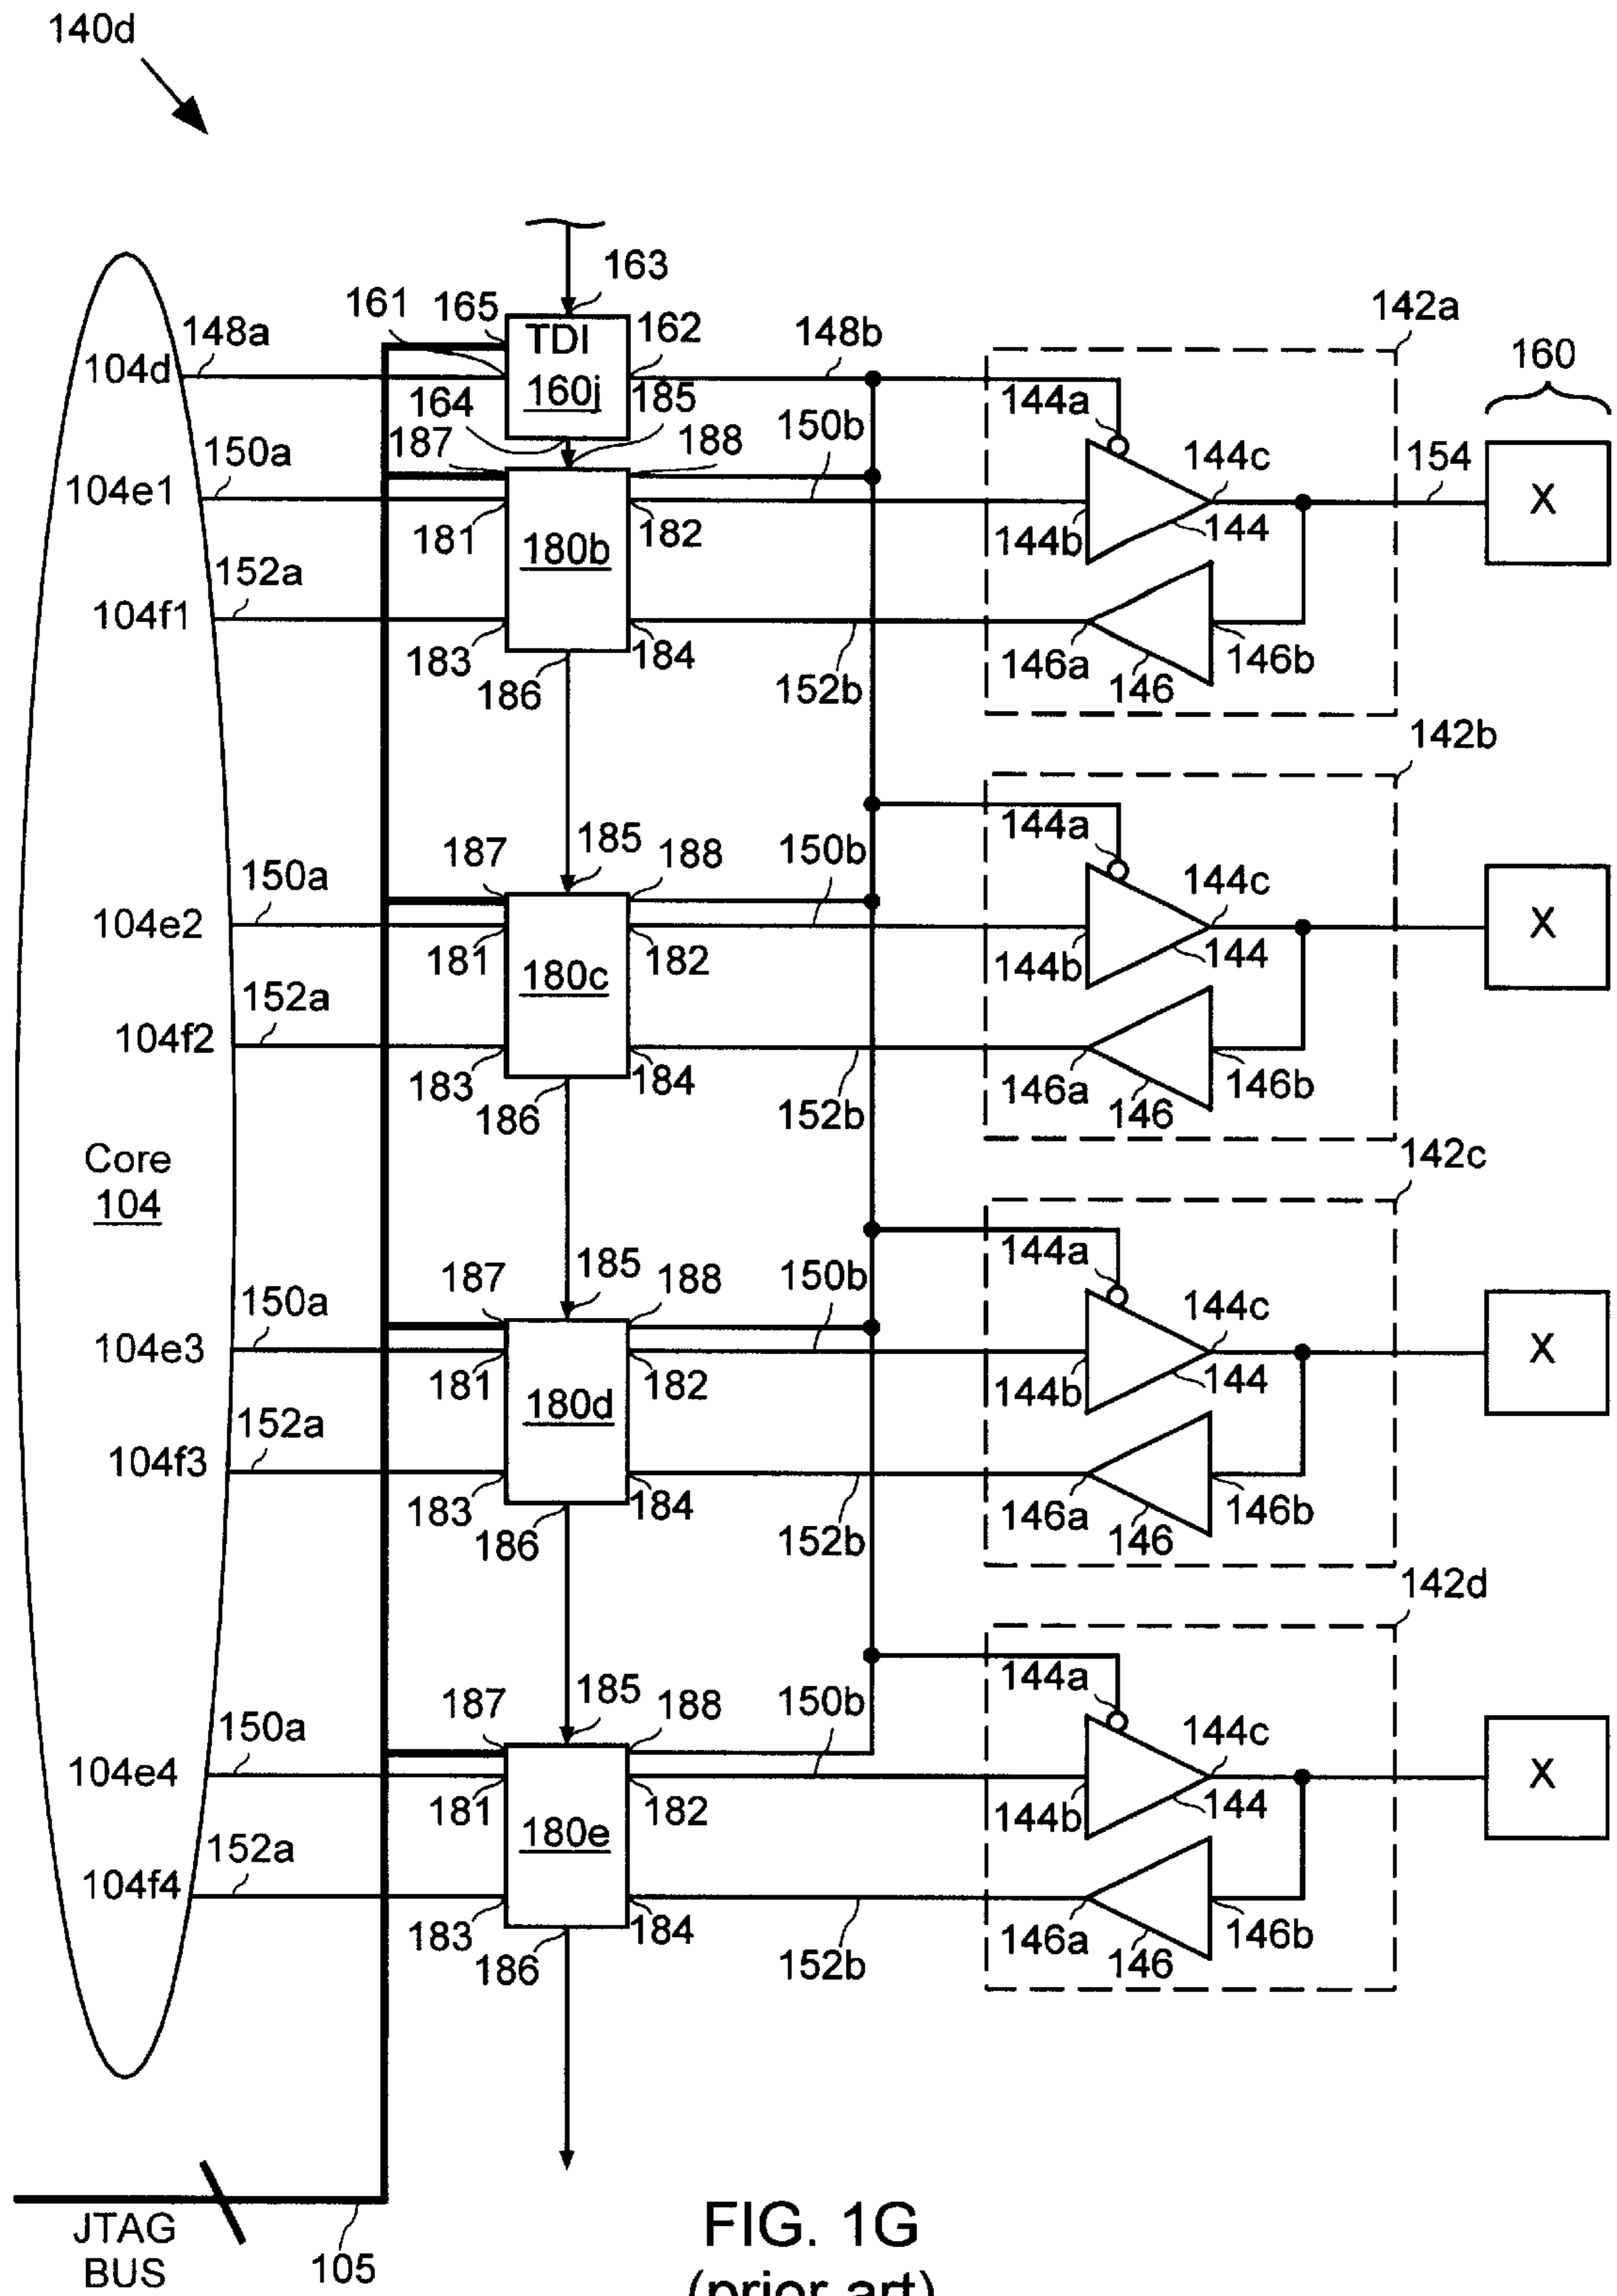 140d
163
161 165 TDI 162 148b 142a
148a 160
104d 160j 144a
164 185
187 188 150b
150a 144c 154
104e1 X
181 182 144b 144
180b
152a
104f1
183 184 146a 146b
186 152b 146
142b
144a
187 185 188 150b
150a 144c
104e2 X
181 182 144b 144
180c
152a
104f2
183 184 146a 146b
186 152b 146
Core 142c
104
144a
187 185 188 150b
150a 144c
104e3 X
181 182 144b 144
180d
152a
104f3
183 184 146a 146b
186 152b 146
142d
144a
187 185 188 150b
150a 144c
104e4 X
181 182 144b 144
180e
152a
104f4
183 184 146a 146b
186 152b 146
JTAG
BUS 105
FIG. 1G
(prior art)